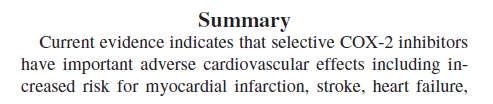 Summary
Current evidence indicates that selective COX-2 inhibitors
have important adverse cardiovascular effects including in-
creased risk for myocardial infarction, stroke, heart failure,